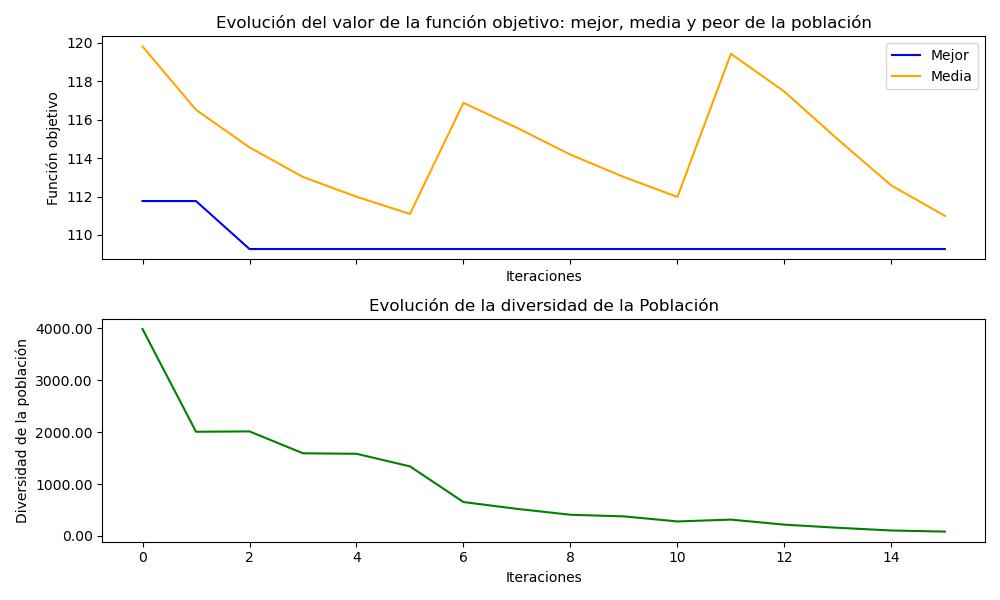 Evolución del valor de la función objetivo: mejor, media y peor de la población
Función objetivo
120
118
116
114
112
110
Mejor
Media
Iteraciones
Evolución de la diversidad de la Población
Diversidad de la población
4000.00
3000.00
2000.00
1000.00
0.00
0 2 4 6 8 10 12 14
Iteraciones